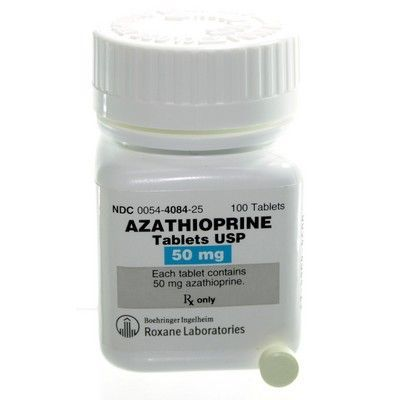 NDC 0054-4084-25 100 Tablets
AZATHIOPRINE
Tablets USP
50 mg
Each tablet contains
50 mg azathioprine.
℞ only
Boehringer Ingelheim
Roxane Laboratories